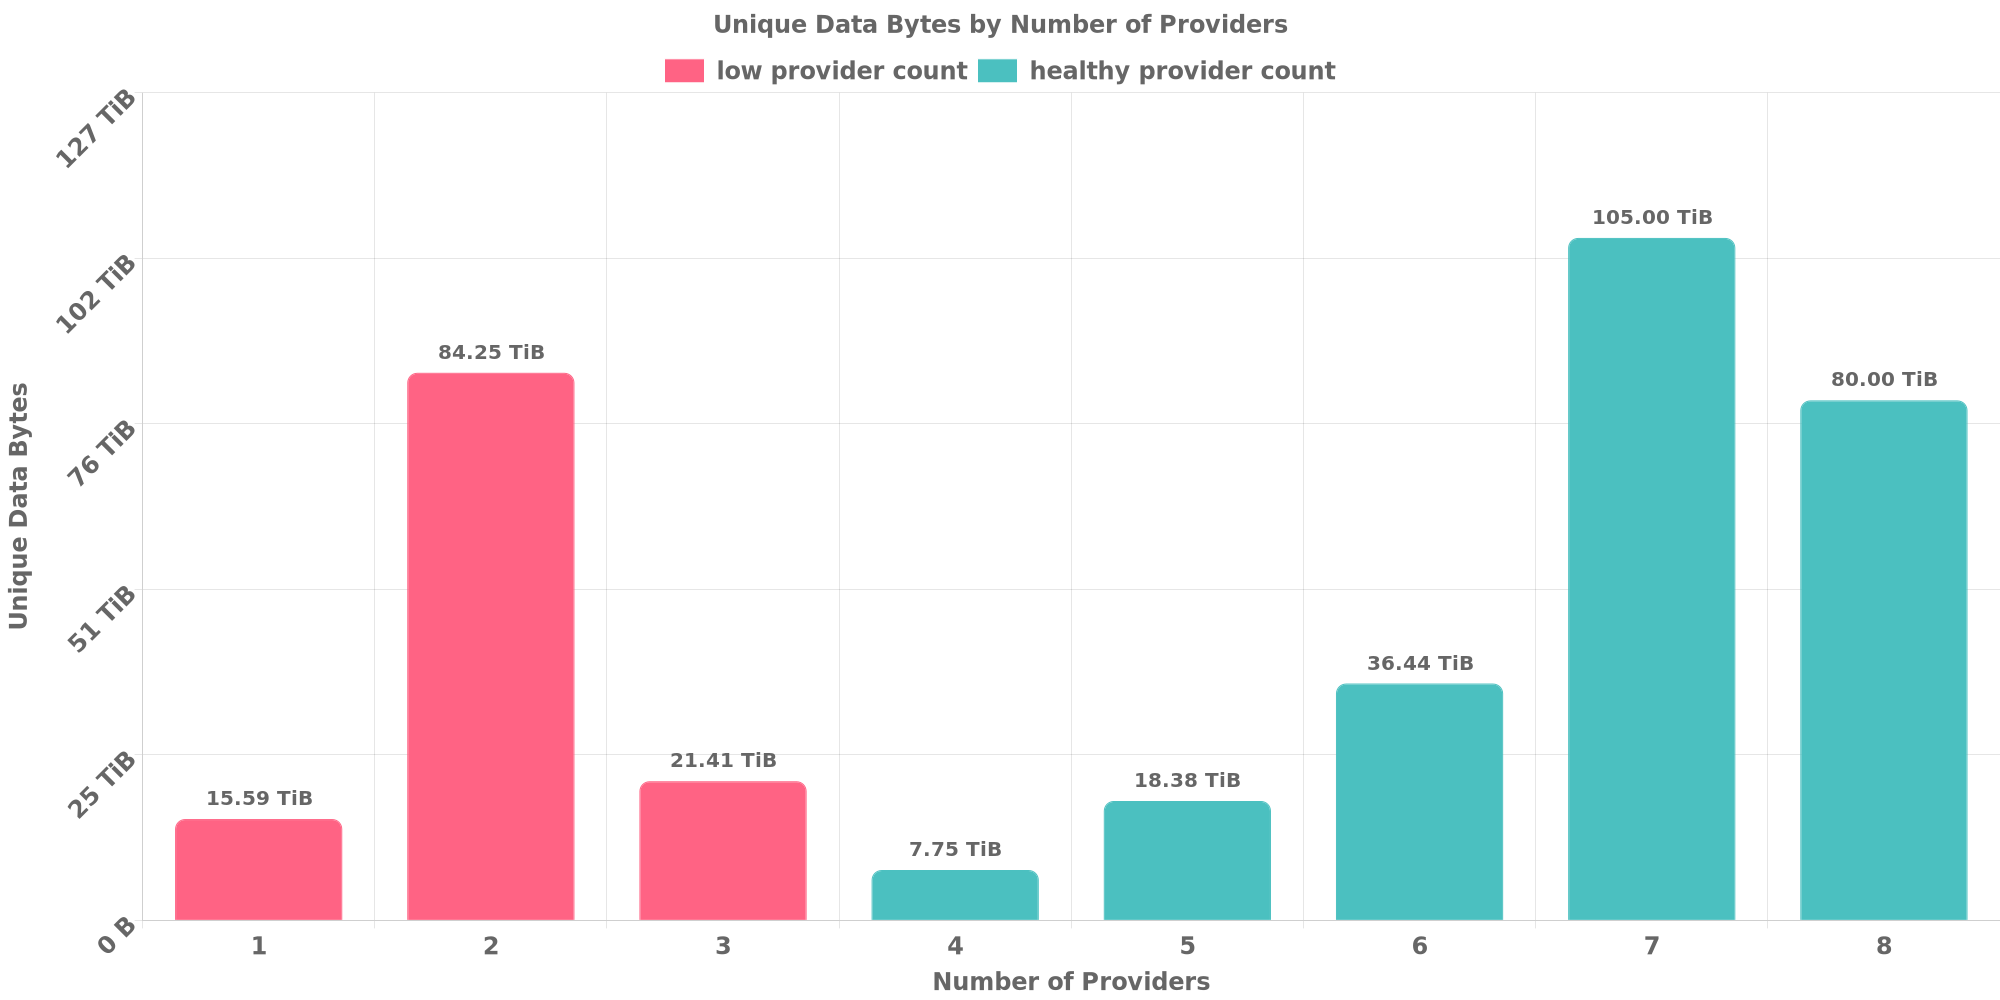 Unique Data Bytes by Number of Providers
low provider count
healthy provider count
127 TiB
102 TiB
76 TiB
51 TiB
25 TiB
0 B
Unique Data Bytes
15.59 TiB
84.25 TiB
21.41 TiB
7.75 TiB
18.38 TiB
36.44 TiB
105.00 TiB
80.00 TiB
1
2
3
4
5
6
7
8
Number of Providers